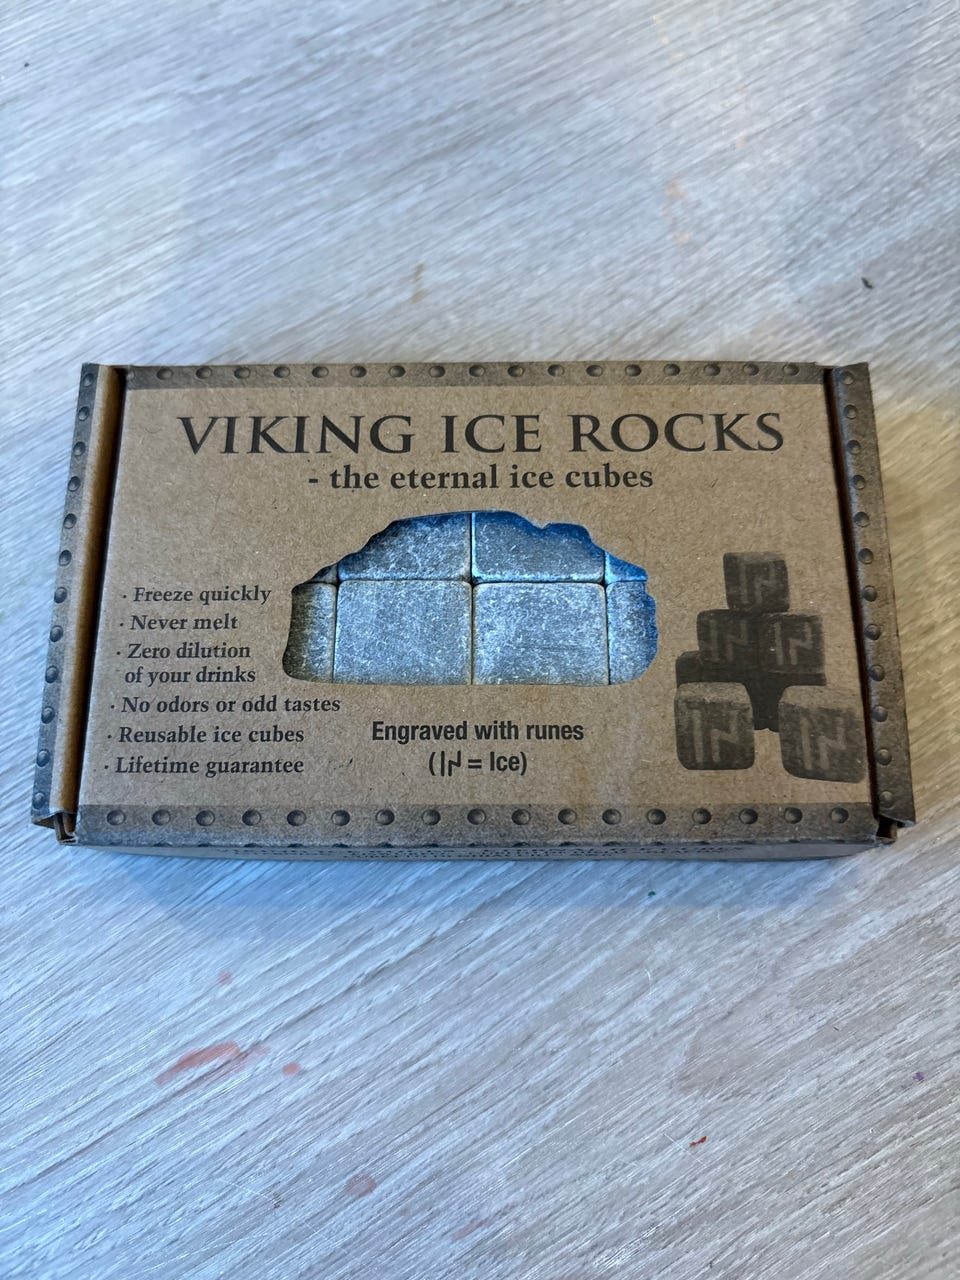 VIKING ICE ROCKS
- the eternal ice cubes
· Freeze quickly
· Never melt
· Zero dilution
of your drinks
· No odors or odd tastes
· Reusable ice cubes
· Lifetime guarantee
Engraved with runes
(ᛁᚾ = Ice)